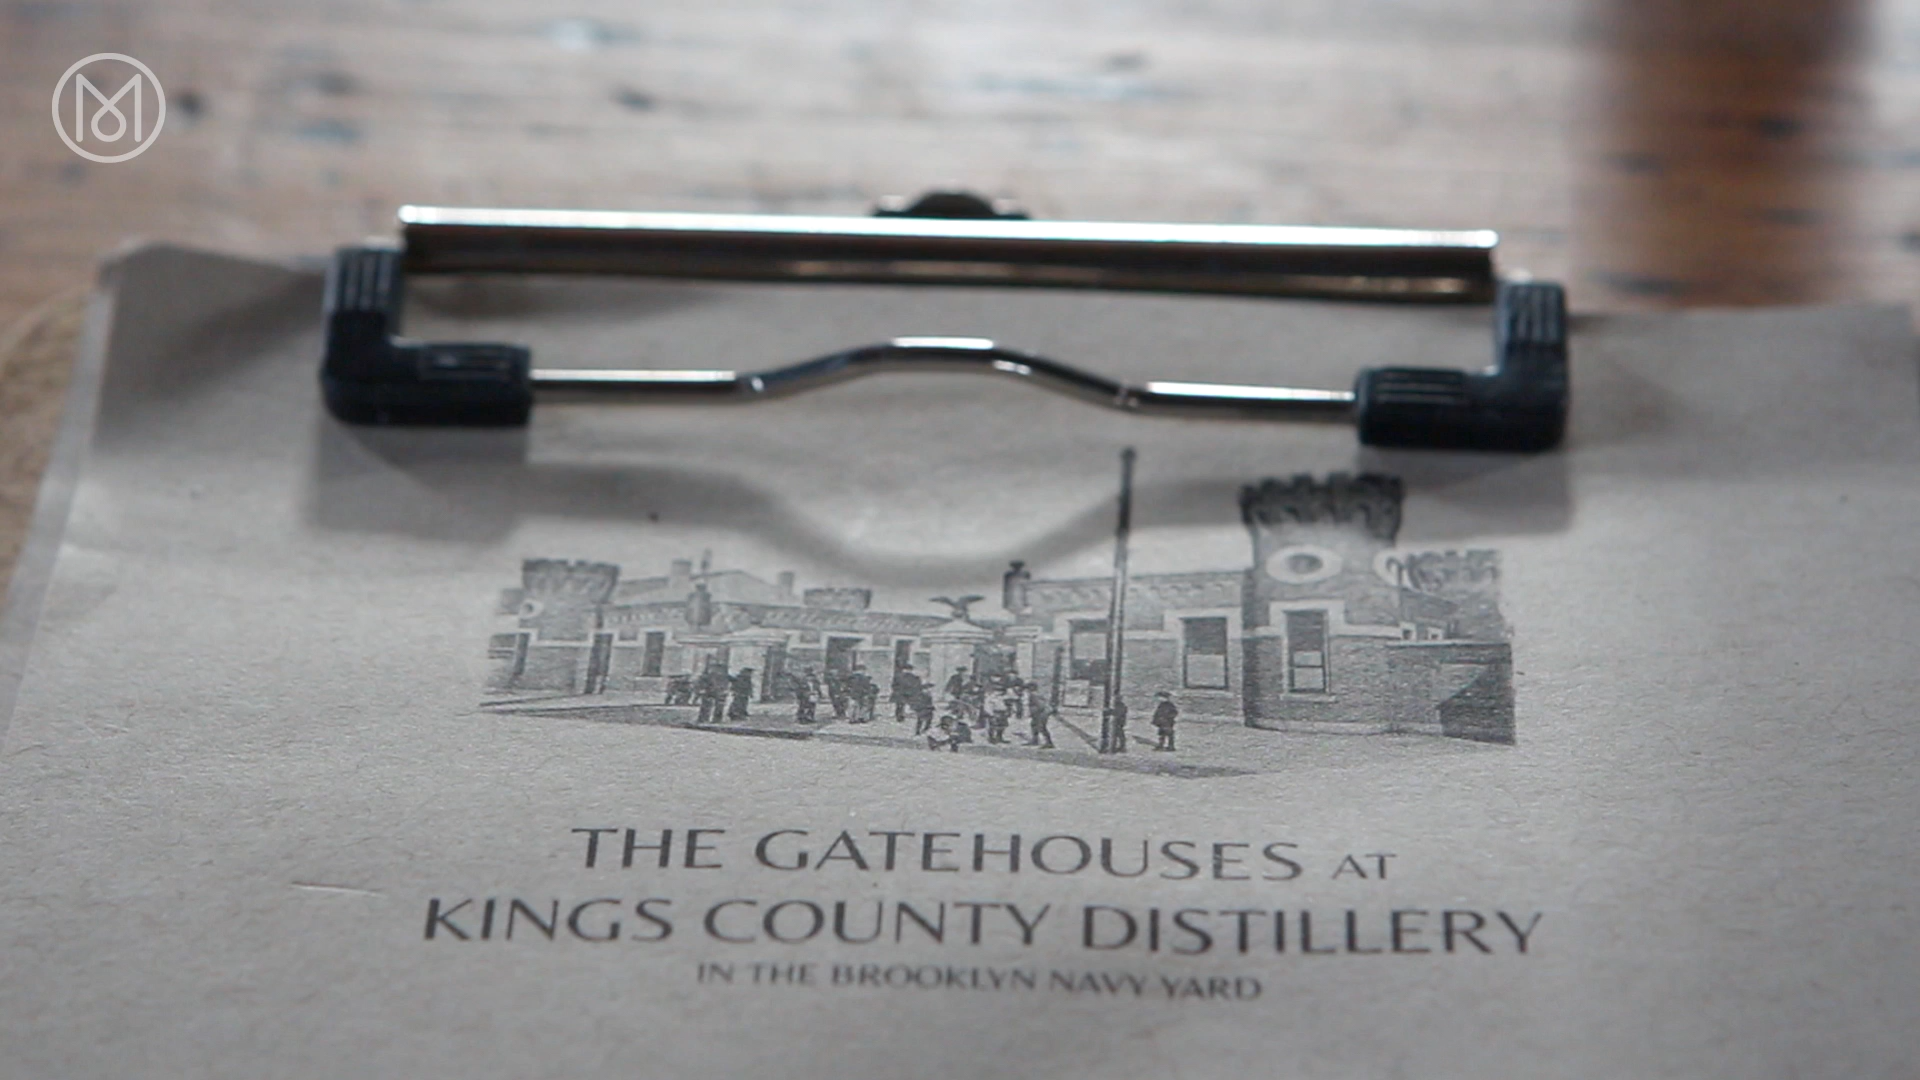 THE GATEHOUSES AT
KINGS COUNTY DISTILLERY
IN THE BROOKLYN NAVY YARD